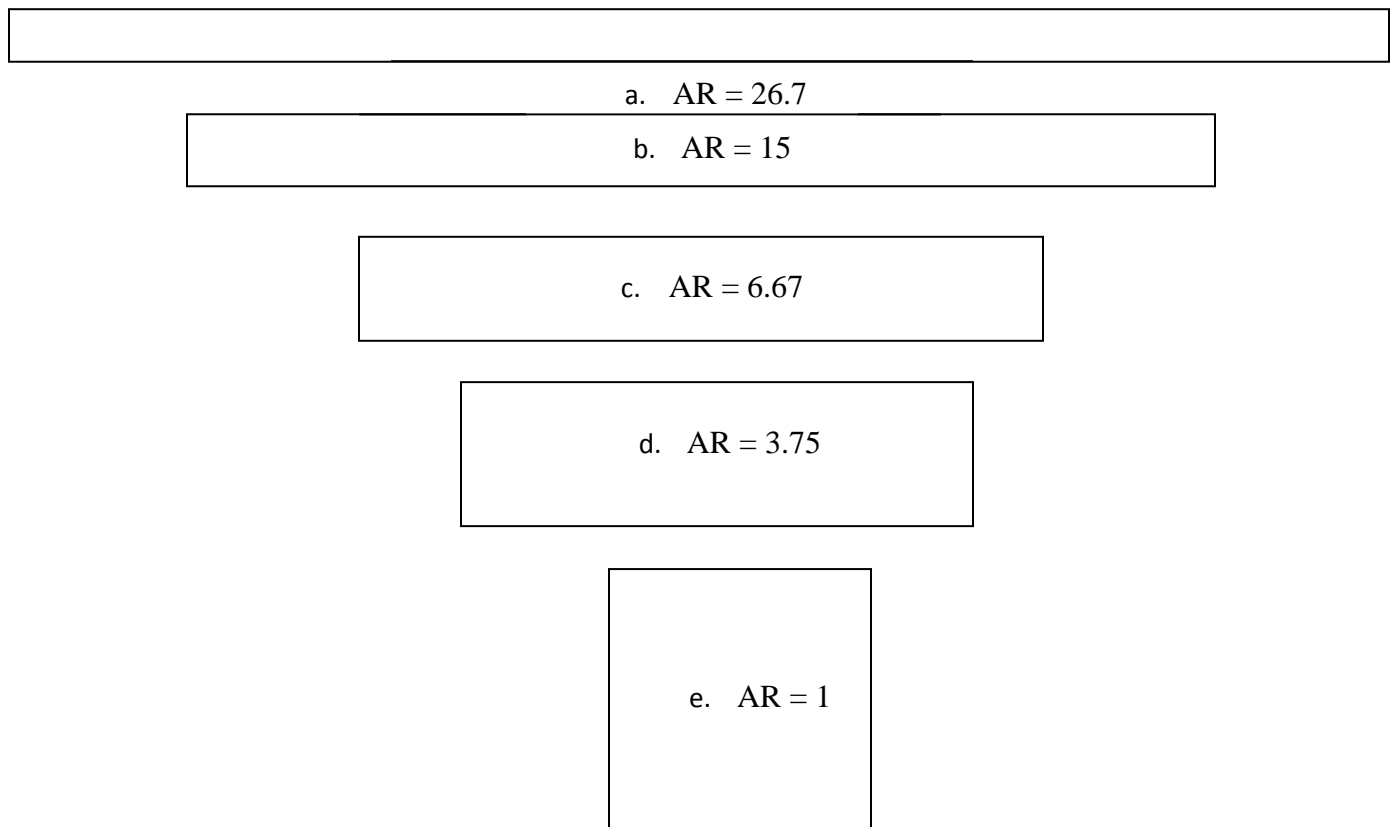 a. AR = 26.7
b. AR = 15
c. AR = 6.67
d. AR = 3.75
e. AR = 1